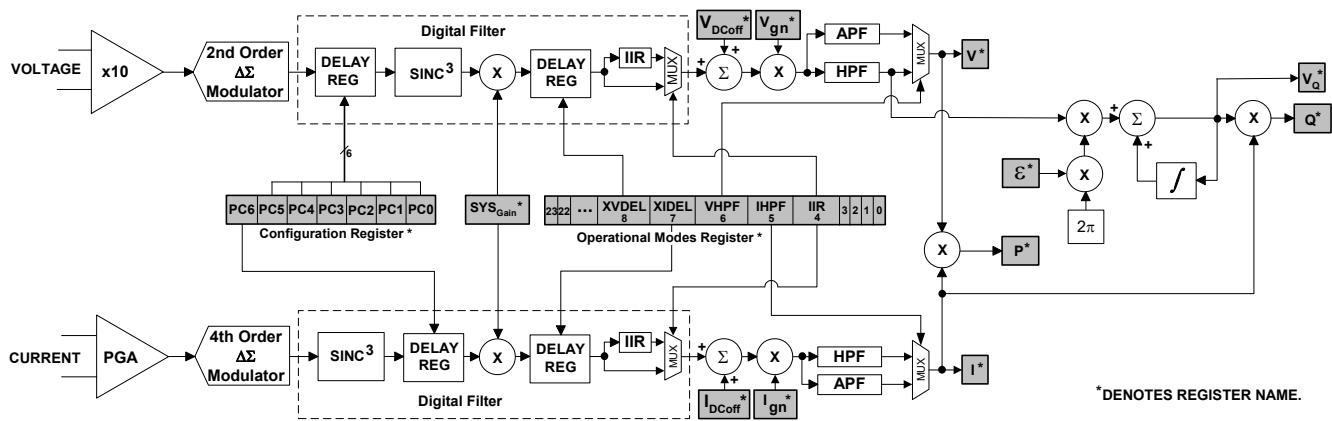 Digital Filter
VOLTAGE
x10
2nd Order
ΔΣ
Modulator
DELAY
REG
SINC3
X
DELAY
REG
IIR
MUX
VDCoff*
+
+
Σ
Vgn*
X
APF
HPF
MUX
V*
6
PC6 PC5 PC4 PC3 PC2 PC1 PC0
Configuration Register *
SYSGain*
23 22 ... XVDEL XIDEL VHPF IHPF IIR 3 2 1 0
8 7 6 5 4
Operational Modes Register *
X
+
Σ
+
∫
VQ*
X
Q*
ε*
X
2π
X
P*
CURRENT
PGA
4th Order
ΔΣ
Modulator
SINC3
DELAY
REG
X
DELAY
REG
IIR
MUX
Digital Filter
+
Σ
+
IDCoff*
X
Ign*
HPF
APF
MUX
I*
*DENOTES REGISTER NAME.